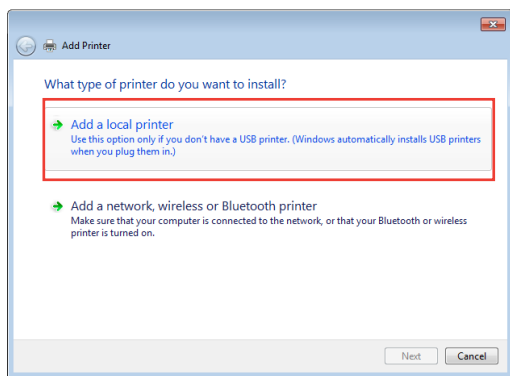 Add Printer
What type of printer do you want to install?
Add a local printer
Use this option only if you don't have a USB printer. (Windows automatically installs USB printers
when you plug them in.)
Add a network, wireless or Bluetooth printer
Make sure that your computer is connected to the network, or that your Bluetooth or wireless
printer is turned on.
Next
Cancel